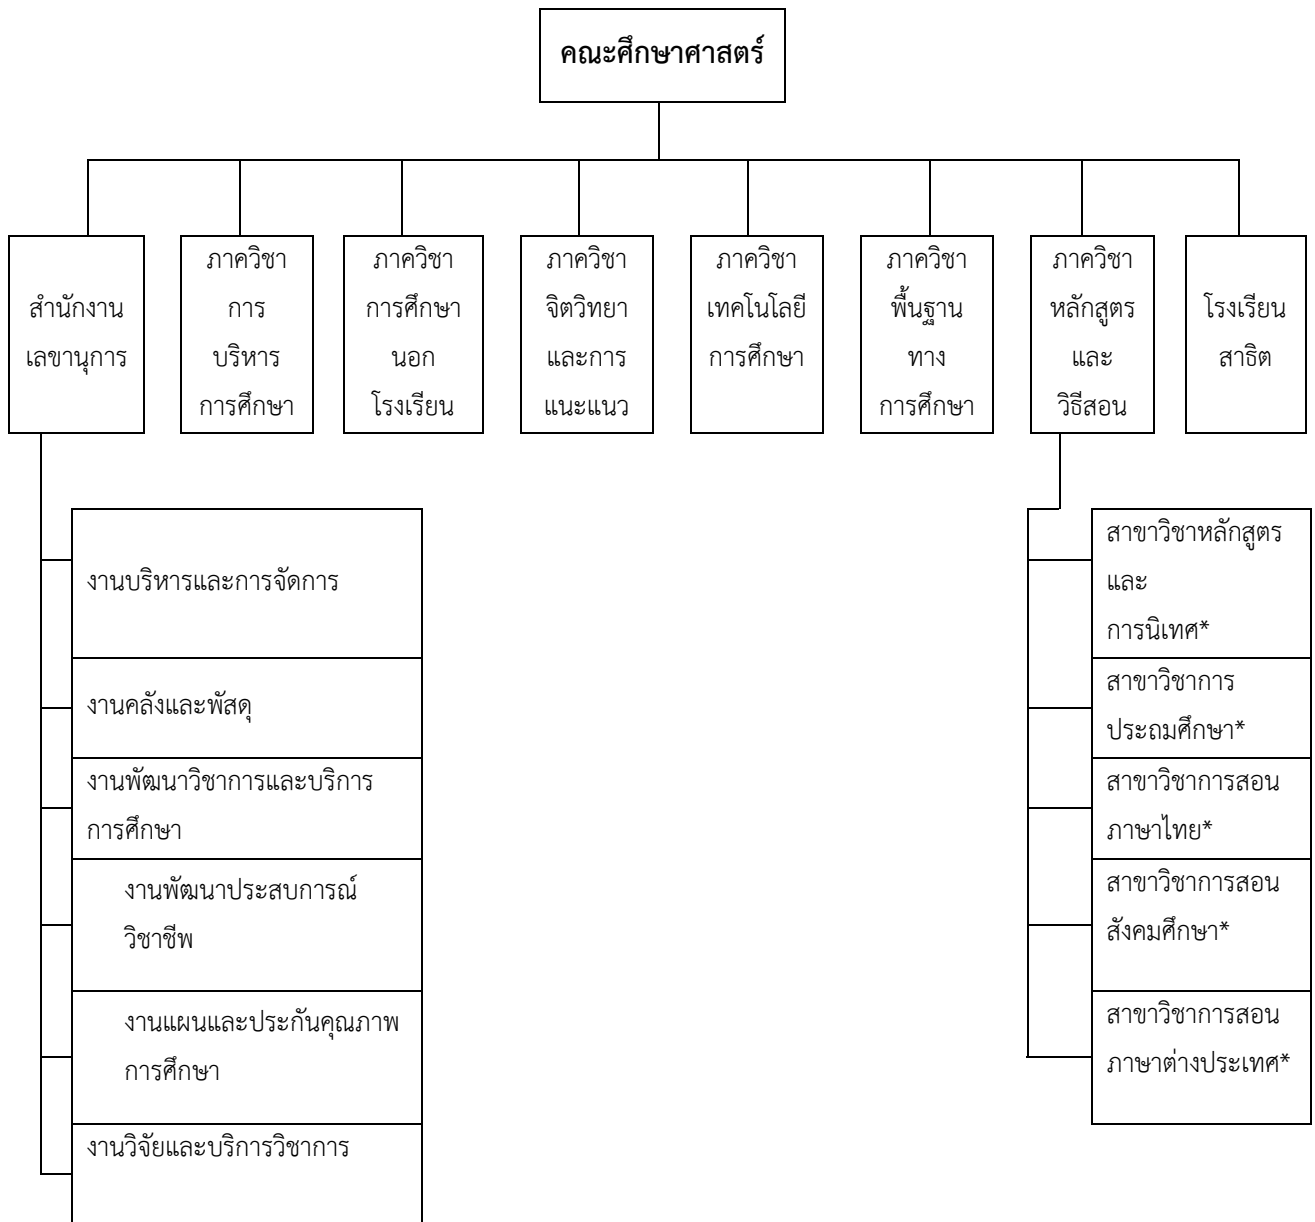 คณะศึกษาศาสตร์
สำนักงาน
เลขานุการ
ภาควิชา
การ
บริหาร
การศึกษา
ภาควิชา
การศึกษา
นอก
โรงเรียน
ภาควิชา
จิตวิทยา
และการ
แนะแนว
ภาควิชา
เทคโนโลยี
การศึกษา
ภาควิชา
พื้นฐาน
ทาง
การศึกษา
ภาควิชา
หลักสูตร
และ
วิธีสอน
โรงเรียน
สาธิต
งานบริหารและการจัดการ
งานคลังและพัสดุ
งานพัฒนาวิชาการและบริการ
การศึกษา
งานพัฒนาประสบการณ์
วิชาชีพ
งานแผนและประกันคุณภาพ
การศึกษา
งานวิจัยและบริการวิชาการ
สาขาวิชาหลักสูตร
และ
การนิเทศ*
สาขาวิชาการ
ประถมศึกษา*
สาขาวิชาการสอน
ภาษาไทย*
สาขาวิชาการสอน
สังคมศึกษา*
สาขาวิชาการสอน
ภาษาต่างประเทศ*